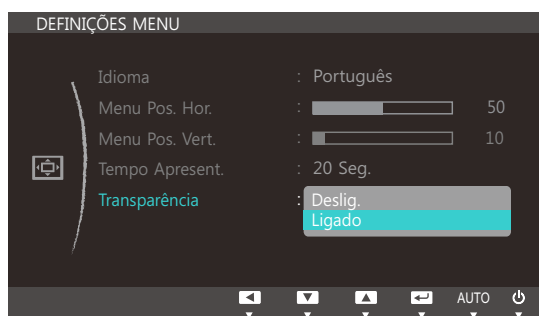 DEFINIÇÕES MENU
Idioma : Português
Menu Pos. Hor. : 50
Menu Pos. Vert. : 10
Tempo Apresent. : 20 Seg.
Transparência : Deslig.
Ligado
AUTO